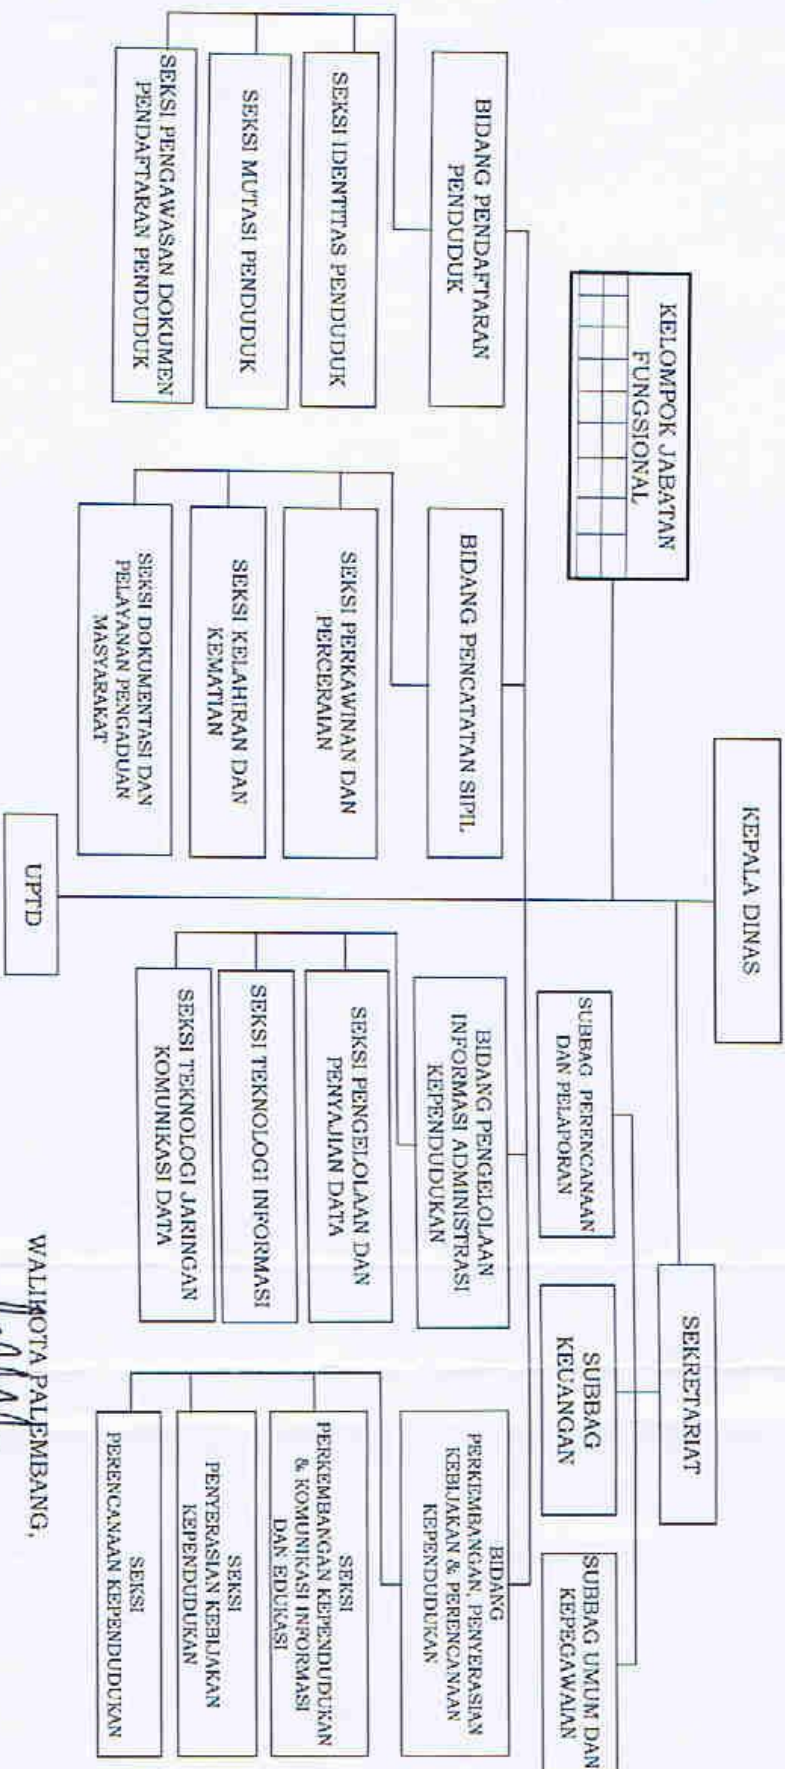 KEPALA DINAS
SEKRETARIAT
KELOMPOK JABATAN
FUNGSIONAL
SUBBAG PERENCANAAN
DAN PELAPORAN
SUBBAG
KEUANGAN
SUBBAG UMUM DAN
KEPEGAWAIAN
BIDANG PENDAFTARAN
PENDUDUK
SEKSI IDENTITAS PENDUDUK
SEKSI MUTASI PENDUDUK
SEKSI PENGAWASAN DOKUMEN
PENDAFTARAN PENDUDUK
BIDANG PENCATATAN SIPIL
SEKSI PERKAWINAN DAN
PERCERAIAN
SEKSI KELAHIRAN DAN
KEMATIAN
SEKSI DOKUMENTASI DAN
PELAYANAN PENGADUAN
MASYARAKAT
BIDANG PENGELOLAAN
INFORMASI ADMINISTRASI
KEPENDUDUKAN
SEKSI PENGELOLAAN DAN
PENYAJIAN DATA
SEKSI TEKNOLOGI INFORMASI
SEKSI TEKNOLOGI JARINGAN
KOMUNIKASI DATA
BIDANG
PERKEMBANGAN, PENYERASIAN
KEBIJAKAN & PERENCANAAN
KEPENDUDUKAN
SEKSI
PERKEMBANGAN KEPENDUDUKAN
& KOMUNIKASI INFORMASI
DAN EDUKASI
SEKSI
PENYERASIAN KEBIJAKAN
KEPENDUDUKAN
SEKSI
PERENCANAAN KEPENDUDUKAN
UPTD
WALIKOTA PALEMBANG,